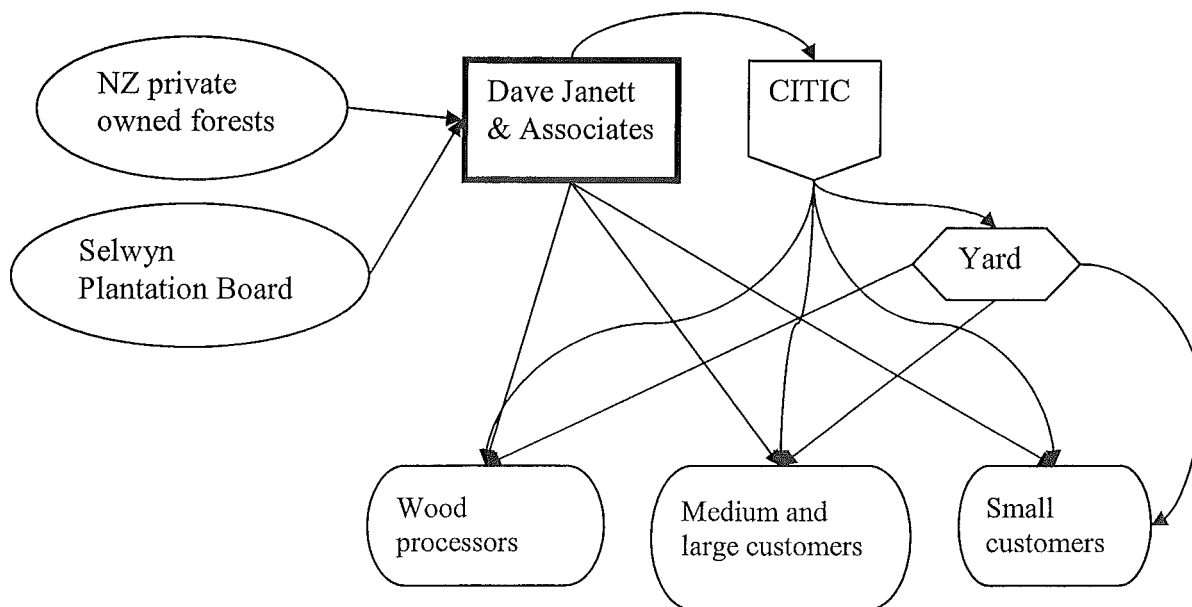 NZ private
owned forests
Dave Janett
& Associates
CITIC
Selwyn
Plantation Board
Yard
Wood
processors
Medium and
large customers
Small
customers